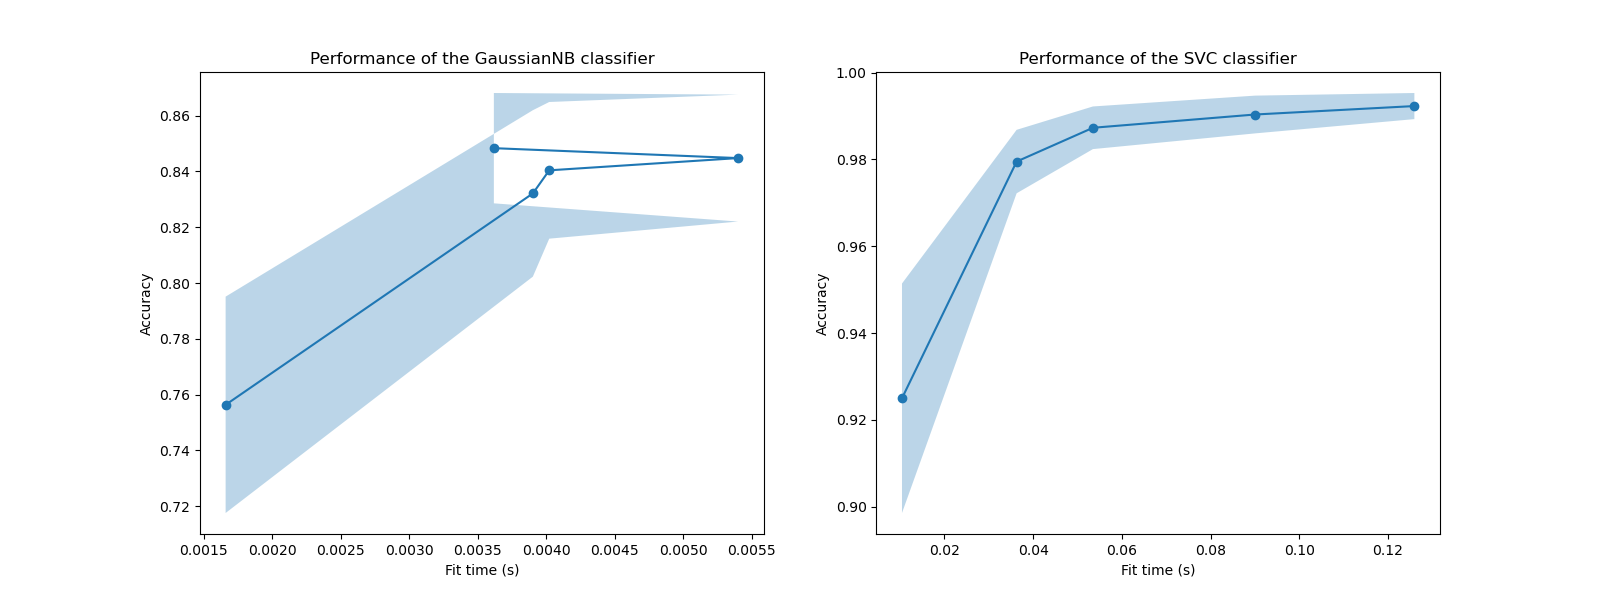 Performance of the GaussianNB classifier
Accuracy
0.86
0.84
0.82
0.80
0.78
0.76
0.74
0.72
0.0015 0.0020 0.0025 0.0030 0.0035 0.0040 0.0045 0.0050 0.0055
Fit time (s)
Performance of the SVC classifier
Accuracy
1.00
0.98
0.96
0.94
0.92
0.90
0.02 0.04 0.06 0.08 0.10 0.12
Fit time (s)